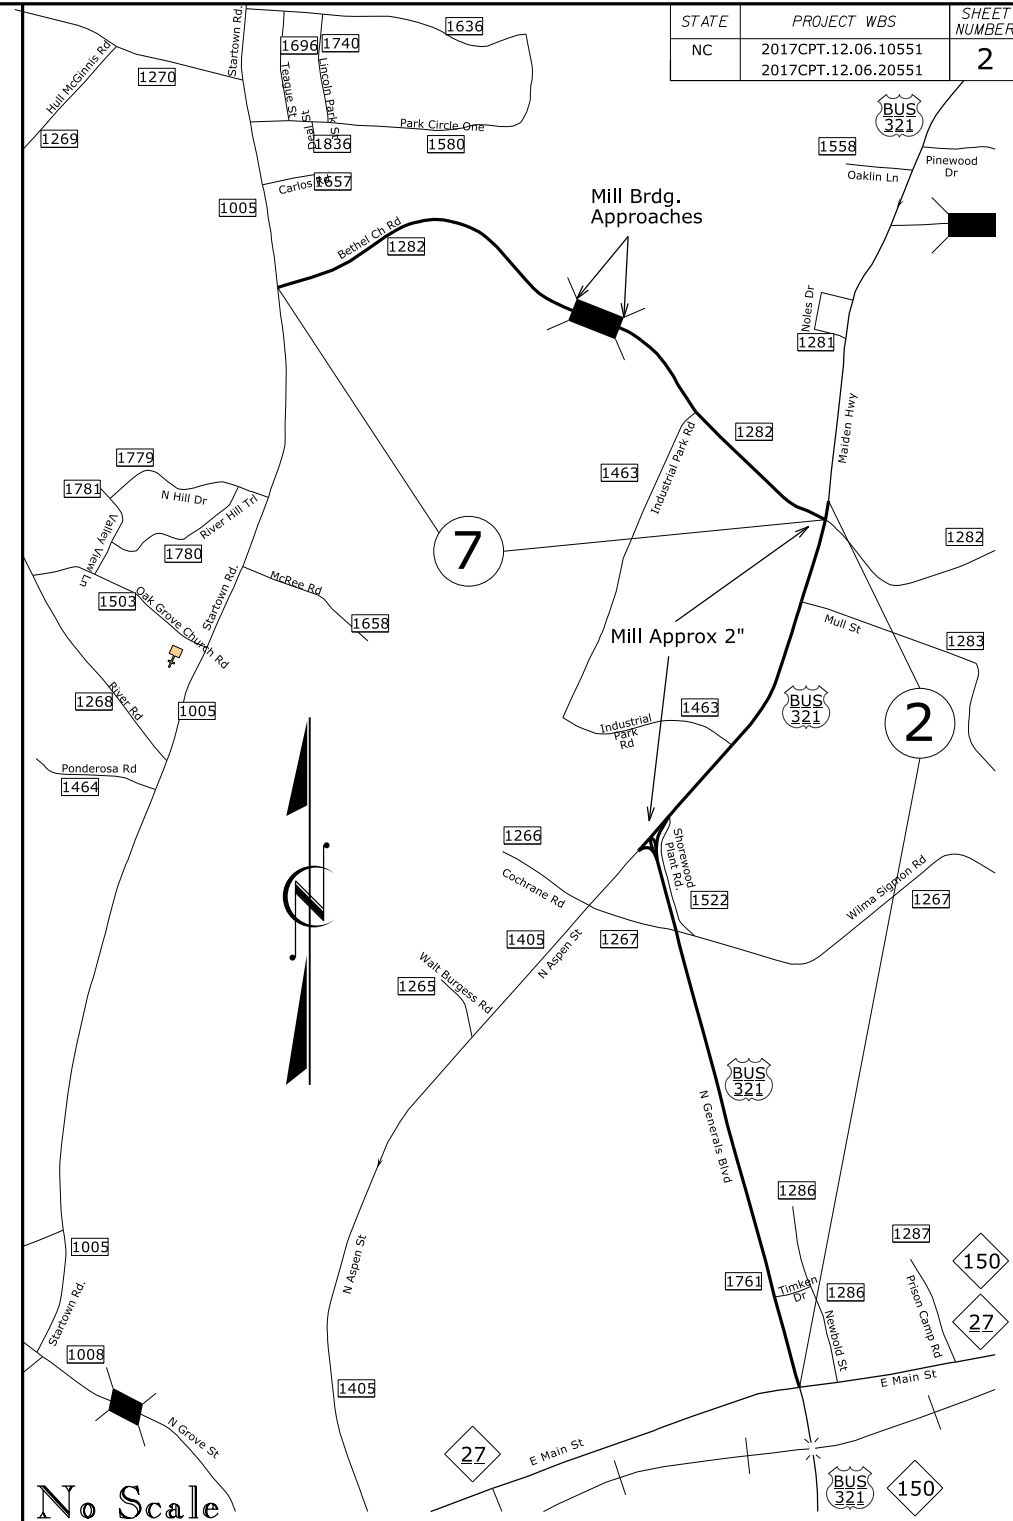 STATE
PROJECT WBS
SHEET
NUMBER
NC
2017CPT.12.06.10551
2017CPT.12.06.20551
2
Startown Rd.
1636
1696
1740
Hull McGinnis Rd
1270
Teague St
Lincoln Park St
Deal St
Park Circle One
1269
1836
1580
BUS
321
1558
Oaklin Ln
Pinewood
Dr
Carlos Rd
1657
1005
Mill Brdg.
Approaches
Bethel Ch Rd
1282
Noles Dr
1281
Maiden Hwy
1282
Industrial Park Rd
1463
1779
1781
N Hill Dr
River Hill Trl
Valley View Ln
1780
7
1282
1503
Oak Grove Church Rd
Startown Rd.
McRee Rd
1658
Mill Approx 2"
Mull St
1283
1268
River Rd
1005
1463
Industrial
Park
Rd
BUS
321
2
Ponderosa Rd
1464
1266
Cochrane Rd
Shorewood
Plant Rd.
1522
Wilma Sigmon Rd
1267
1405
N Aspen St
1267
1265
Walt Burgess Rd
BUS
321
N Generals Blvd
1286
1287
1005
150
N Aspen St
1761
Timken
Dr
1286
Startown Rd.
Newbold St
Prison Camp Rd
27
1008
1405
E Main St
N Grove St
27
E Main St
BUS
321
150
No Scale